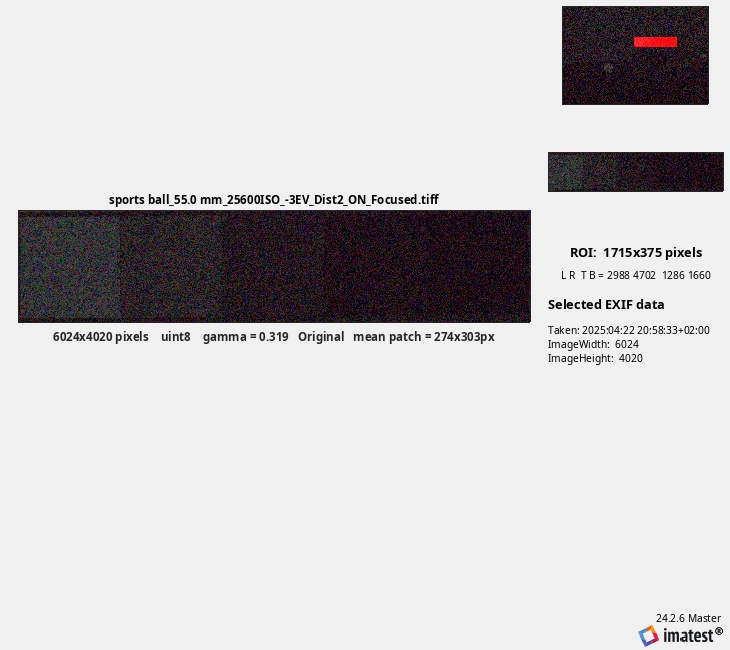 sports ball_55.0 mm_25600ISO_-3EV_Dist2_ON_Focused.tiff
6024x4020 pixels    uint8    gamma = 0.319   Original   mean patch = 274x303px
ROI:  1715x375 pixels
L R  T B = 2988 4702  1286 1660
Selected EXIF data
Taken: 2025:04:22 20:58:33+02:00
ImageWidth:  6024
ImageHeight:  4020
24.2.6 Master
imatest®